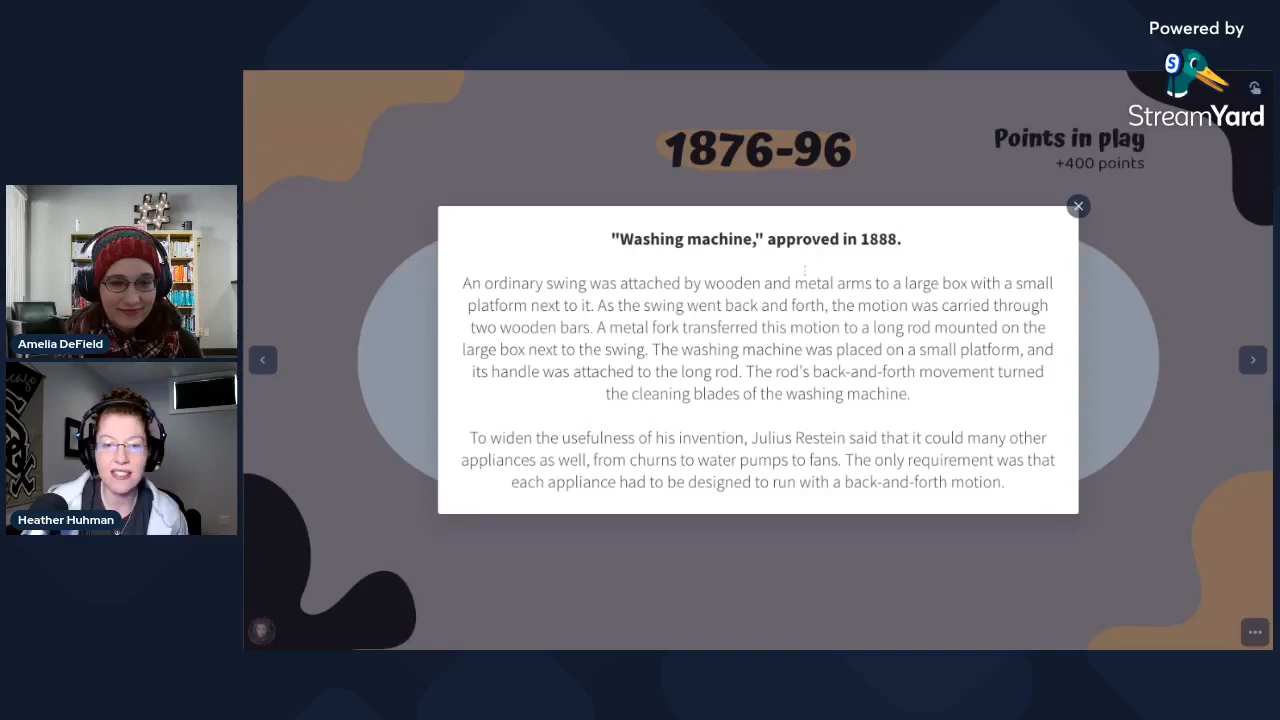 Powered by
StreamYard
1876-96
Points in play
+400 points
"Washing machine," approved in 1888.
An ordinary swing was attached by wooden and metal arms to a large box with a small
platform next to it. As the swing went back and forth, the motion was carried through
two wooden bars. A metal fork transferred this motion to a long rod mounted on the
large box next to the swing. The washing machine was placed on a small platform, and
its handle was attached to the long rod. The rod's back-and-forth movement turned
the cleaning blades of the washing machine.
To widen the usefulness of his invention, Julius Restein said that it could many other
appliances as well, from churns to water pumps to fans. The only requirement was that
each appliance had to be designed to run with a back-and-forth motion.
Amelia DeField
Heather Huhman